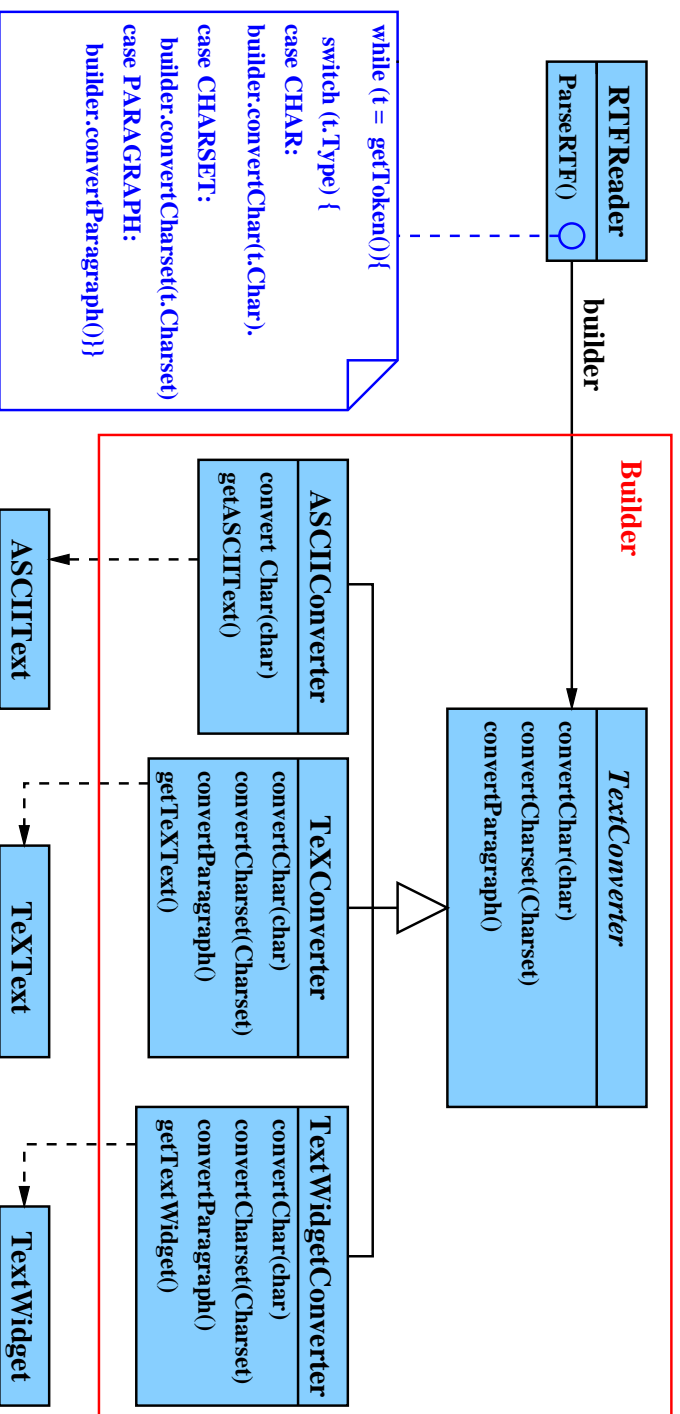 RTFReader
ParseRTF()
builder
while (t = getToken()){
switch (t.Type) {
case CHAR:
builder.convertChar(t.Char).
case CHARSET:
builder.convertCharset(t.Charset)
case PARAGRAPH:
builder.convertParagraph()}}
Builder
TextConverter
convertChar(char)
convertCharset(Charset)
convertParagraph()
ASCIIConverter
convert Char(char)
getASCIIText()
TeXConverter
convertChar(char)
convertCharset(Charset)
convertParagraph()
getTeXText()
TextWidgetConverter
convertChar(char)
convertCharset(Charset)
convertParagraph()
getTextWidget()
ASCIIText
TeXText
TextWidget